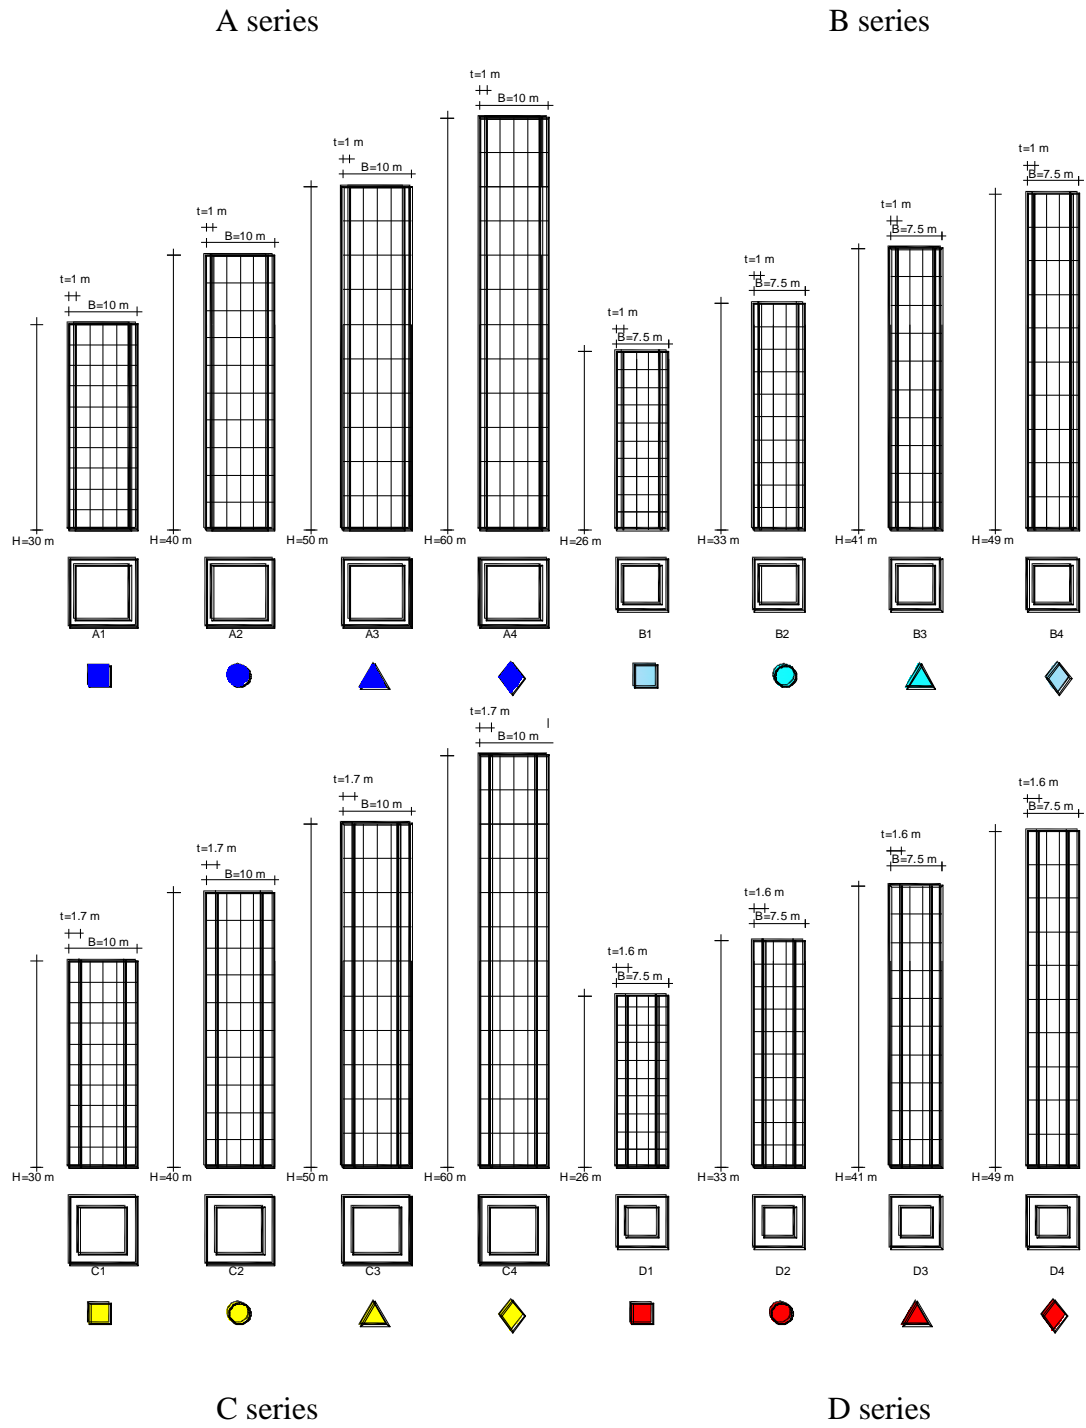 A series
B series
t=1 m
B=10 m
t=1 m
B=10 m
t=1 m
B=10 m
t=1 m
B=10 m
t=1 m
B=7.5 m
t=1 m
B=7.5 m
t=1 m
B=7.5 m
t=1 m
B=7.5 m
H=30 m
H=40 m
H=50 m
H=60 m
H=26 m
H=33 m
H=41 m
H=49 m
A1
A2
A3
A4
B1
B2
B3
B4
t=1.7 m
B=10 m
t=1.7 m
B=10 m
t=1.7 m
B=10 m
t=1.7 m
B=10 m
t=1.6 m
B=7.5 m
t=1.6 m
B=7.5 m
t=1.6 m
B=7.5 m
t=1.6 m
B=7.5 m
H=30 m
H=40 m
H=50 m
H=60 m
H=26 m
H=33 m
H=41 m
H=49 m
C1
C2
C3
C4
D1
D2
D3
D4
C series
D series